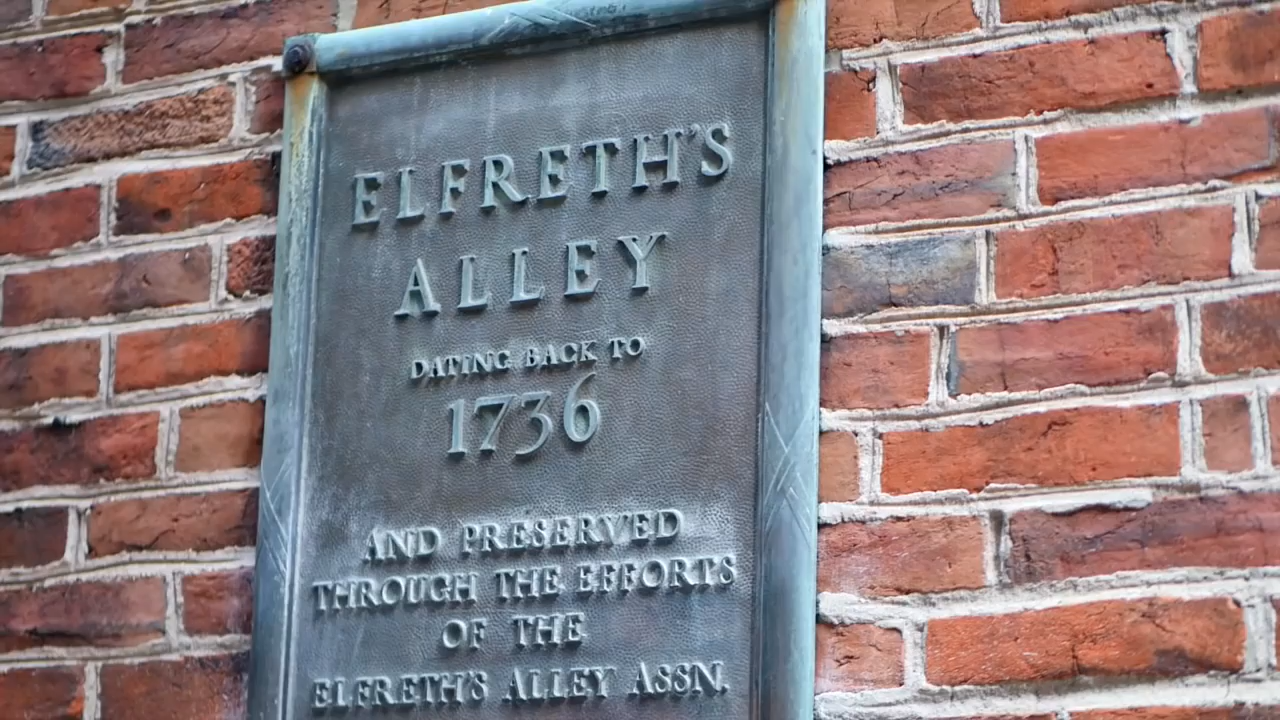 ELFRETH'S
ALLEY
DATING BACK TO
1736
AND PRESERVED
THROUGH THE EFFORTS
OF THE
ELFRETH'S ALLEY ASSN.